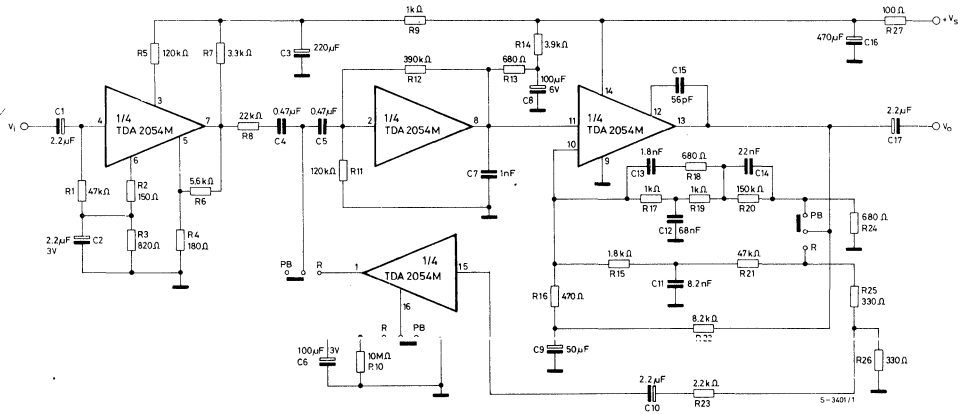 1kΩ
R9
100Ω
R27
+Vs
R5
120kΩ
R7
3.3kΩ
C3
220µF
R14
3.9kΩ
470µF
C16
390kΩ
R12
680Ω
R13
100µF
6V
C8
C15
56pF
3
14
12
C1
2.2µF
Vi
4
1/4
TDA 2054M
7
22kΩ
R8
0.47µF
C4
0.47µF
C5
2
1/4
TDA 2054M
8
11
1/4
TDA 2054M
13
2.2µF
C17
Vo
6
5
10
9
R1
47kΩ
R2
150Ω
5.6kΩ
R6
120kΩ
R11
C7
1nF
1.8nF
C13
680Ω
R18
22nF
C14
1kΩ
R17
1kΩ
R19
150kΩ
R20
C12
68nF
PB
R
680Ω
R24
2.2µF
3V
C2
R3
820Ω
R4
180Ω
PB
R
1
1/4
TDA 2054M
15
16
1.8kΩ
R15
47kΩ
R21
C11
8.2nF
R16
470Ω
R25
330Ω
8.2kΩ
R22
R
PB
100µF
3V
C6
10MΩ
R10
C9
50µF
R26
330Ω
2.2µF
C10
2.2kΩ
R23
S-3401/1